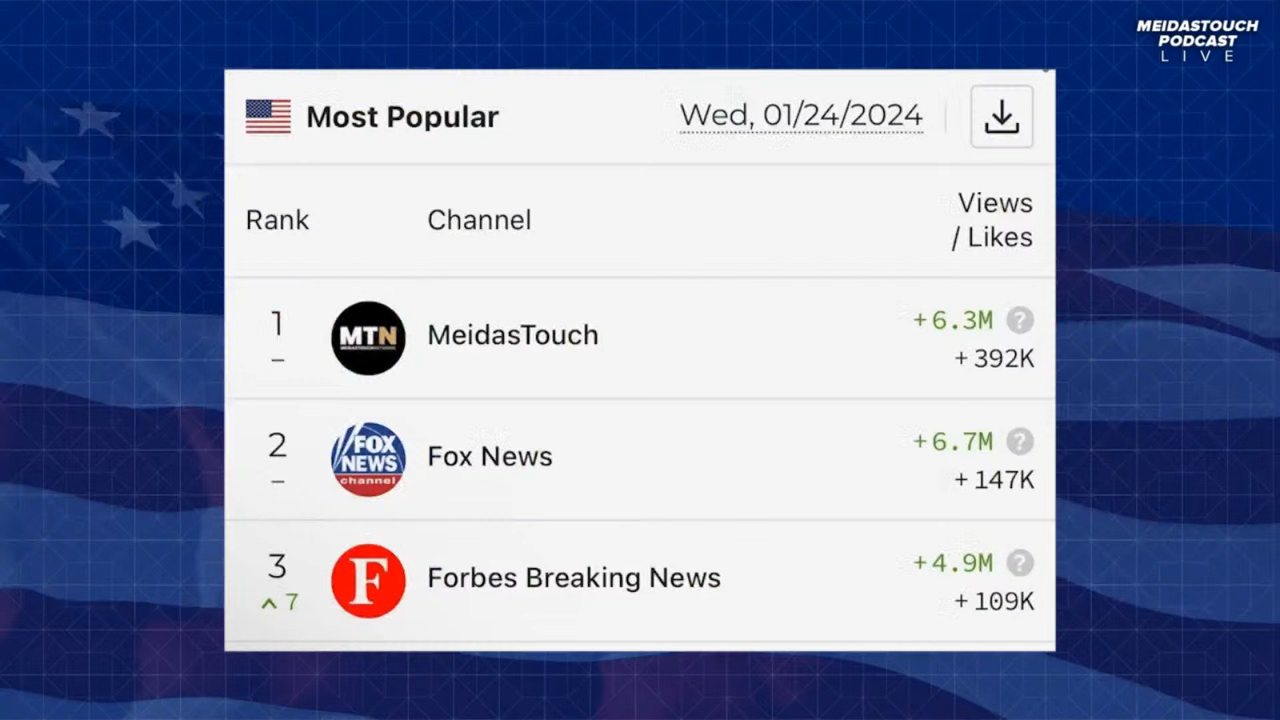 MEIDASTOUCH
PODCAST
LIVE
Most Popular
Wed, 01/24/2024
Rank
Channel
Views
/ Likes
1
–
MTN
MeidasTouch
+6.3M ?
+392K
2
–
FOX
NEWS
channel
Fox News
+6.7M ?
+147K
3
^ 7
F
Forbes Breaking News
+4.9M ?
+109K